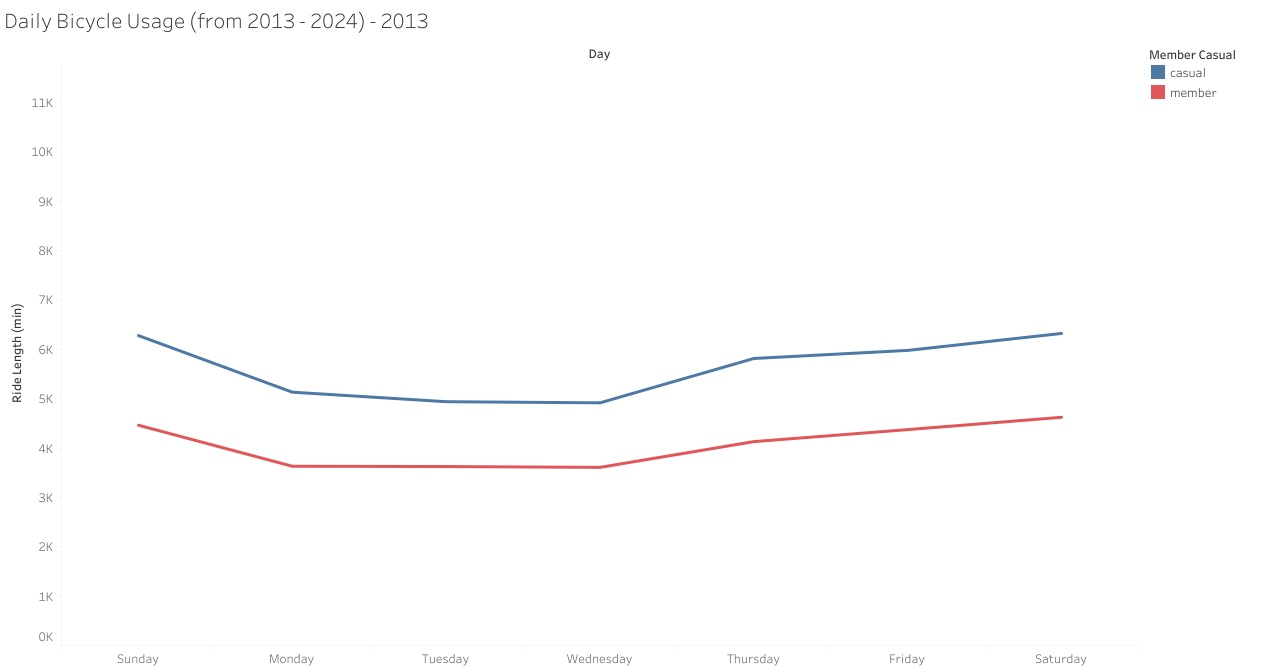 Daily Bicycle Usage (from 2013 - 2024) - 2013
Day
Member Casual
casual
member
Ride Length (min)
11K
10K
9K
8K
7K
6K
5K
4K
3K
2K
1K
0K
Sunday
Monday
Tuesday
Wednesday
Thursday
Friday
Saturday